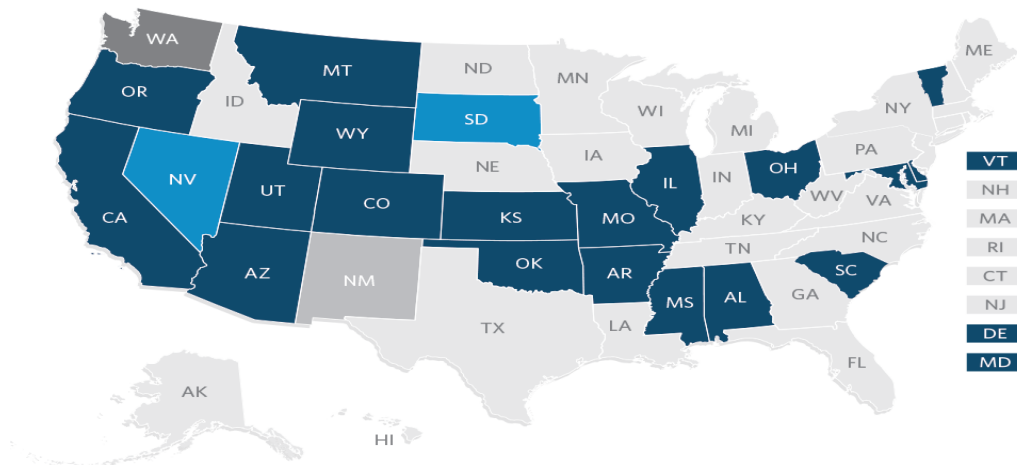 WA
MT
ND
MN
ME
OR
ID
SD
WI
NY
WY
MI
NE
IA
PA
NV
UT
CO
IL
IN
OH
WV
VA
CA
KS
MO
KY
NC
AZ
NM
OK
AR
TN
SC
MS
AL
GA
TX
LA
FL
AK
HI
VT
NH
MA
RI
CT
NJ
DE
MD